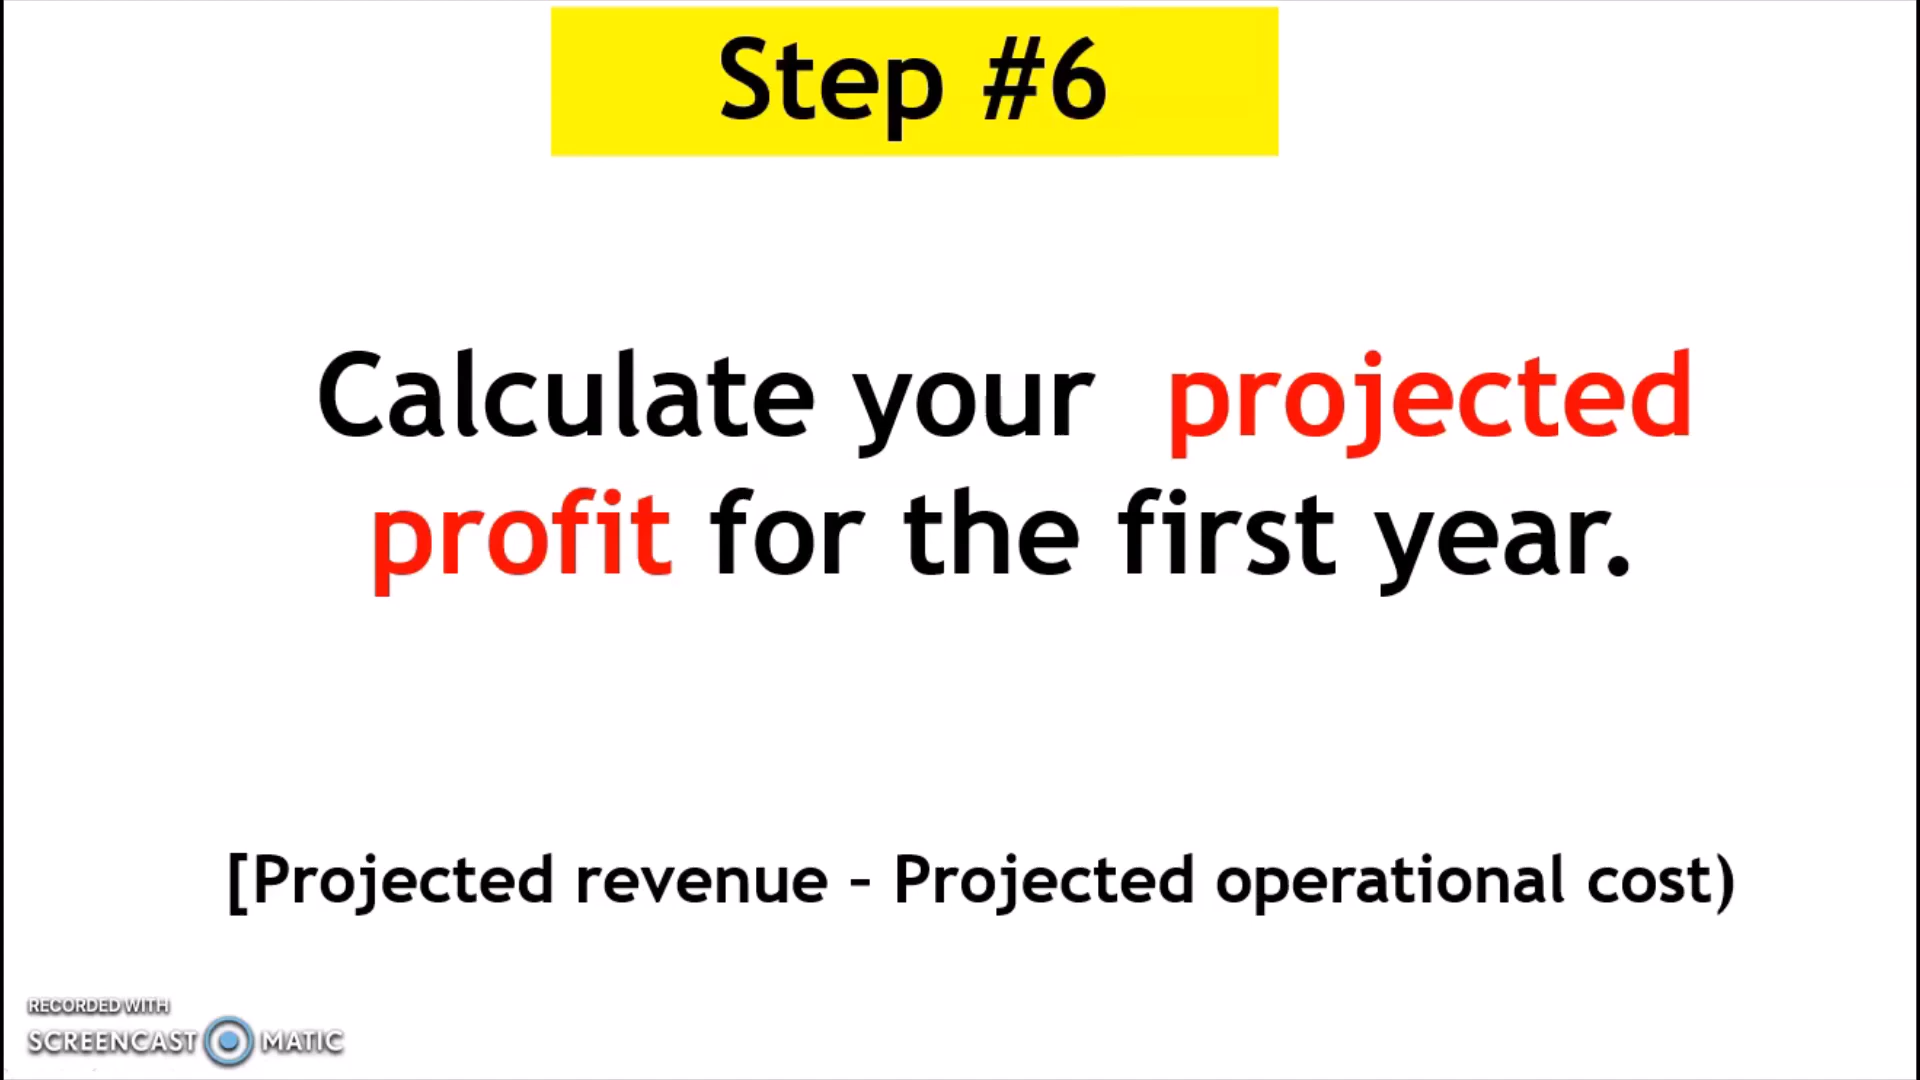 Step #6
Calculate your projected
profit for the first year.
[Projected revenue - Projected operational cost)
RECORDED WITH
SCREENCAST MATIC